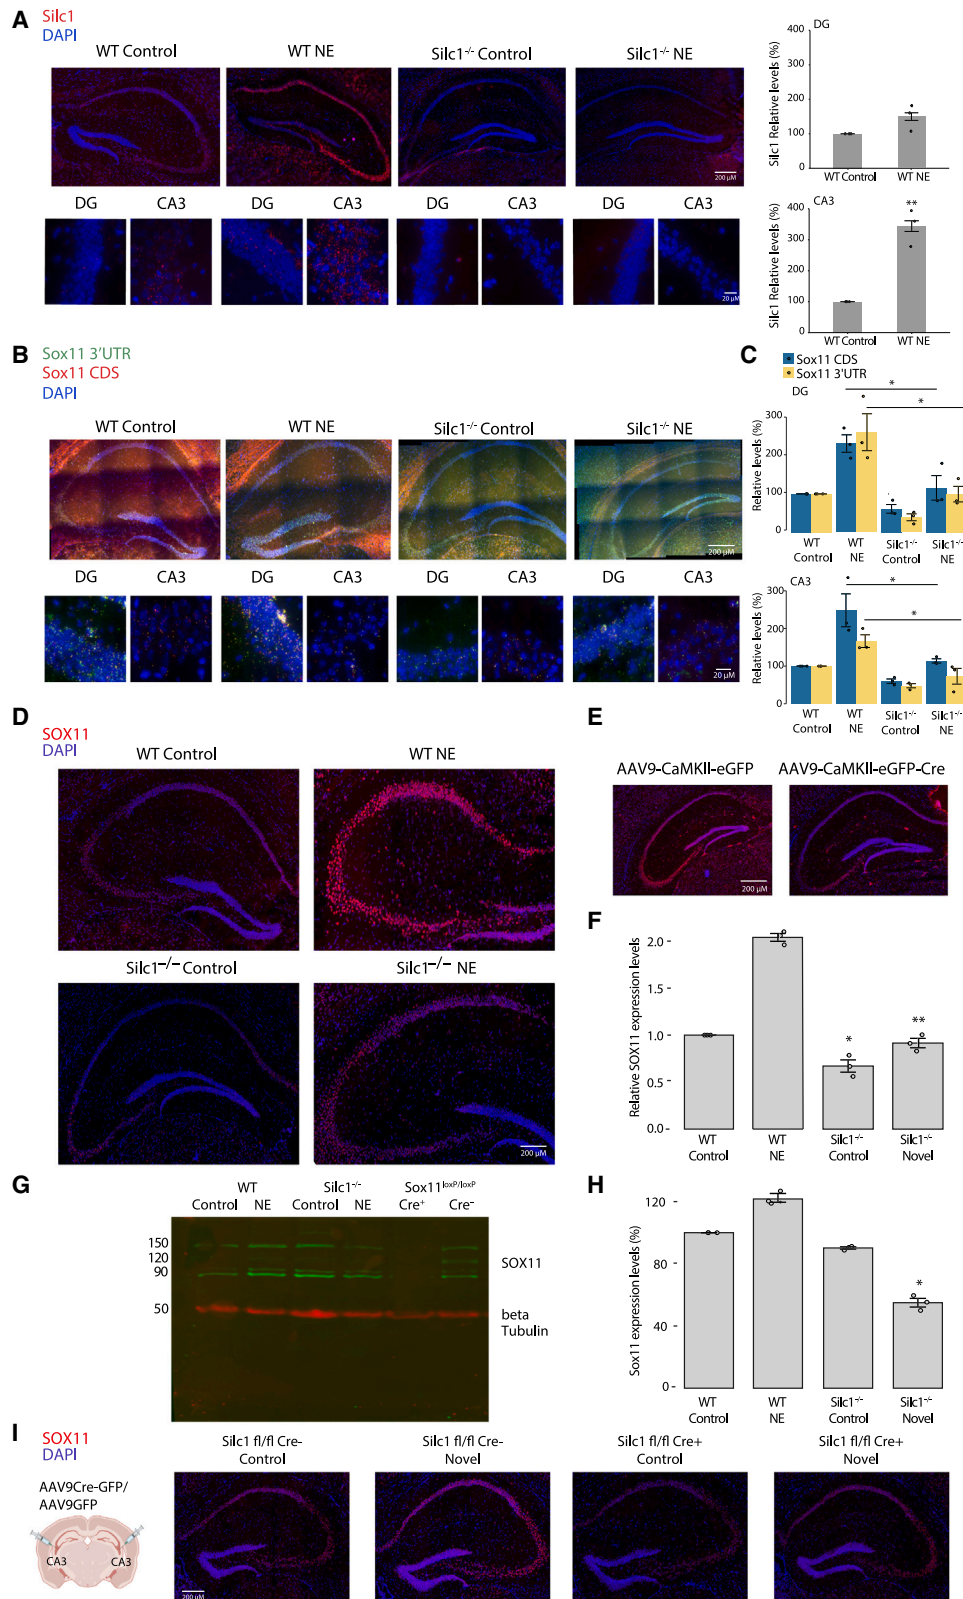 A
Silc1
DAPI
WT Control
WT NE
Silc1-/- Control
Silc1-/- NE
200 µM
DG
CA3
DG
CA3
DG
CA3
DG
CA3
20 µM
DG
Silc1 Relative levels (%)
400
300
200
100
0
WT Control
WT NE
CA3
**
Silc1 Relative levels (%)
400
300
200
100
0
WT Control
WT NE
B
Sox11 3'UTR
Sox11 CDS
DAPI
WT Control
WT NE
Silc1-/- Control
Silc1-/- NE
200 µM
DG
CA3
DG
CA3
DG
CA3
DG
CA3
20 µM
C
Sox11 CDS
Sox11 3'UTR
DG
*
*
Relative levels (%)
300
200
100
0
WT Control
WT NE
Silc1-/- Control
Silc1-/- NE
CA3
*
*
Relative levels (%)
300
200
100
0
WT Control
WT NE
Silc1-/- Control
Silc1-/- NE
D
SOX11
DAPI
WT Control
WT NE
Silc1-/- Control
Silc1-/- NE
200 µM
E
AAV9-CaMKII-eGFP
AAV9-CaMKII-eGFP-Cre
200 µM
F
Relative SOX11 expression levels
2.0
1.5
1.0
0.5
0.0
*
**
WT Control
WT NE
Silc1-/- Control
Silc1-/- Novel
G
WT
Silc1-/-
Sox11loxP/loxP
Control
NE
Control
NE
Cre+
Cre-
150
120
90
50
SOX11
beta
Tubulin
H
Sox11 expression levels (%)
120
80
40
0
*
WT Control
WT NE
Silc1-/- Control
Silc1-/- Novel
I
SOX11
DAPI
AAV9Cre-GFP/
AAV9GFP
CA3
CA3
Silc1 fl/fl Cre-
Control
Silc1 fl/fl Cre-
Novel
Silc1 fl/fl Cre+
Control
Silc1 fl/fl Cre+
Novel
200 µM